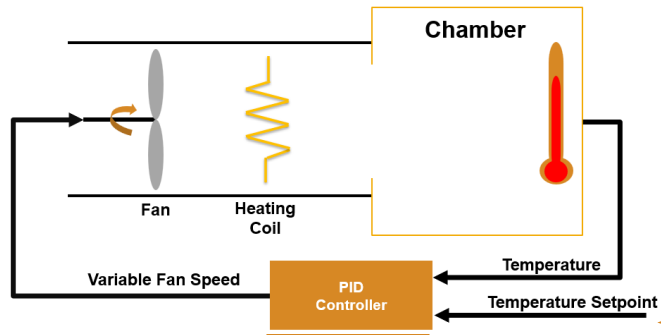 Chamber
Fan
Heating
Coil
Variable Fan Speed
PID
Controller
Temperature
Temperature Setpoint